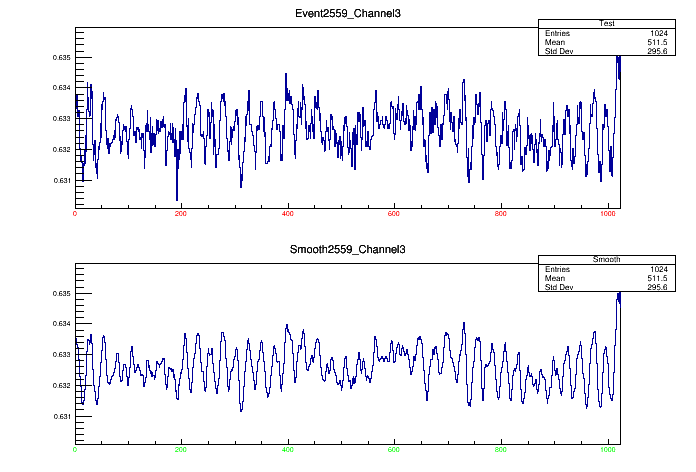 Event2559_Channel3
Test
Entries 1024
Mean 511.5
Std Dev 295.6
0.635
0.634
0.633
0.632
0.631
0 200 400 600 800 1000
Smooth2559_Channel3
Smooth
Entries 1024
Mean 511.5
Std Dev 295.6
0.635
0.634
0.633
0.632
0.631
0 200 400 600 800 1000